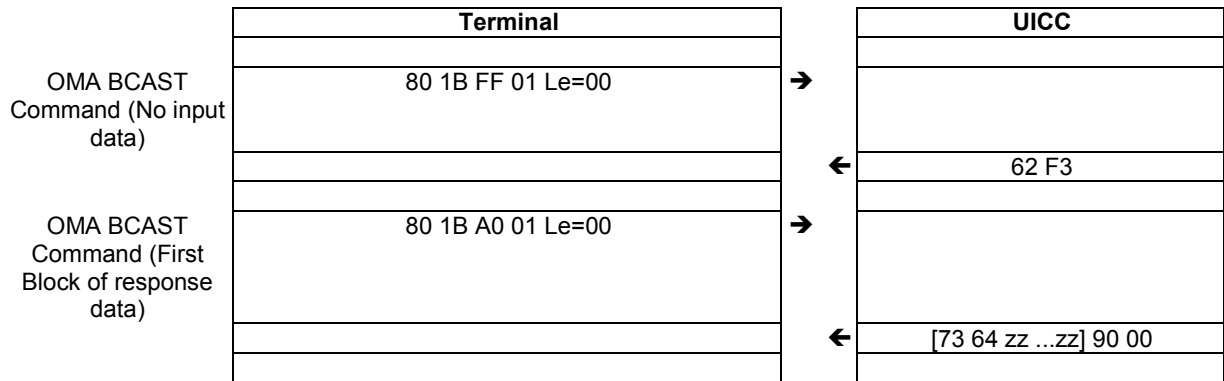 Terminal
UICC
OMA BCAST
Command (No input
data)
80 1B FF 01 Le=00
➔
🡸 62 F3
OMA BCAST
Command (First
Block of response
data)
80 1B A0 01 Le=00
➔
🡸 [73 64 zz ...zz] 90 00